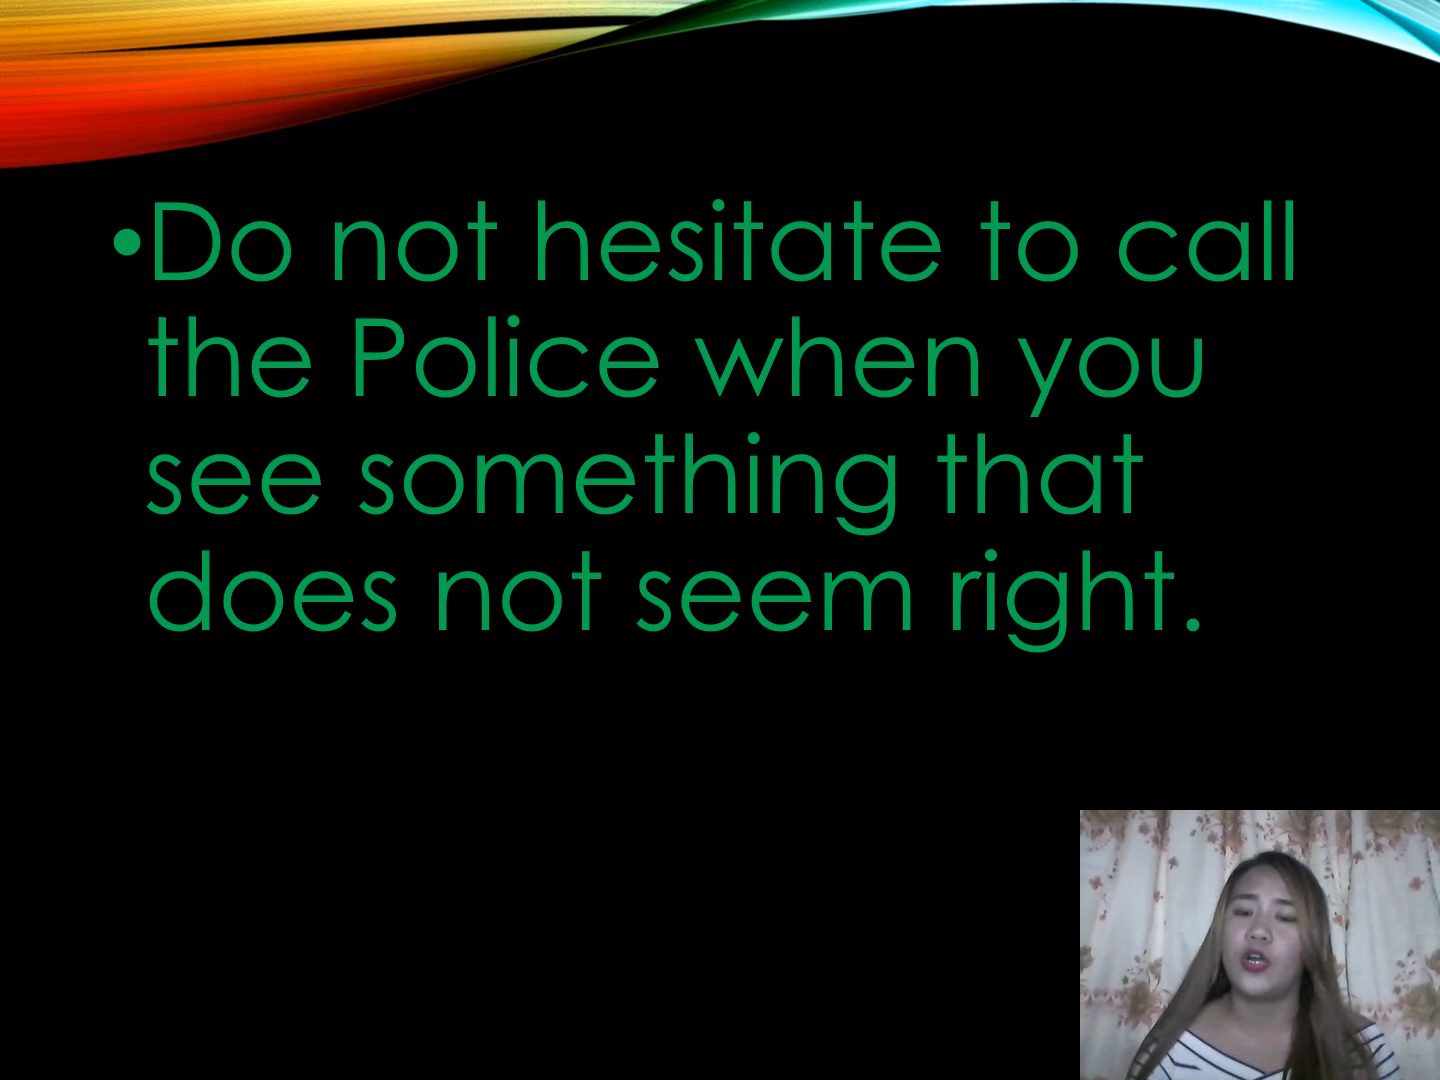 •Do not hesitate to call
the Police when you
see something that
does not seem right.